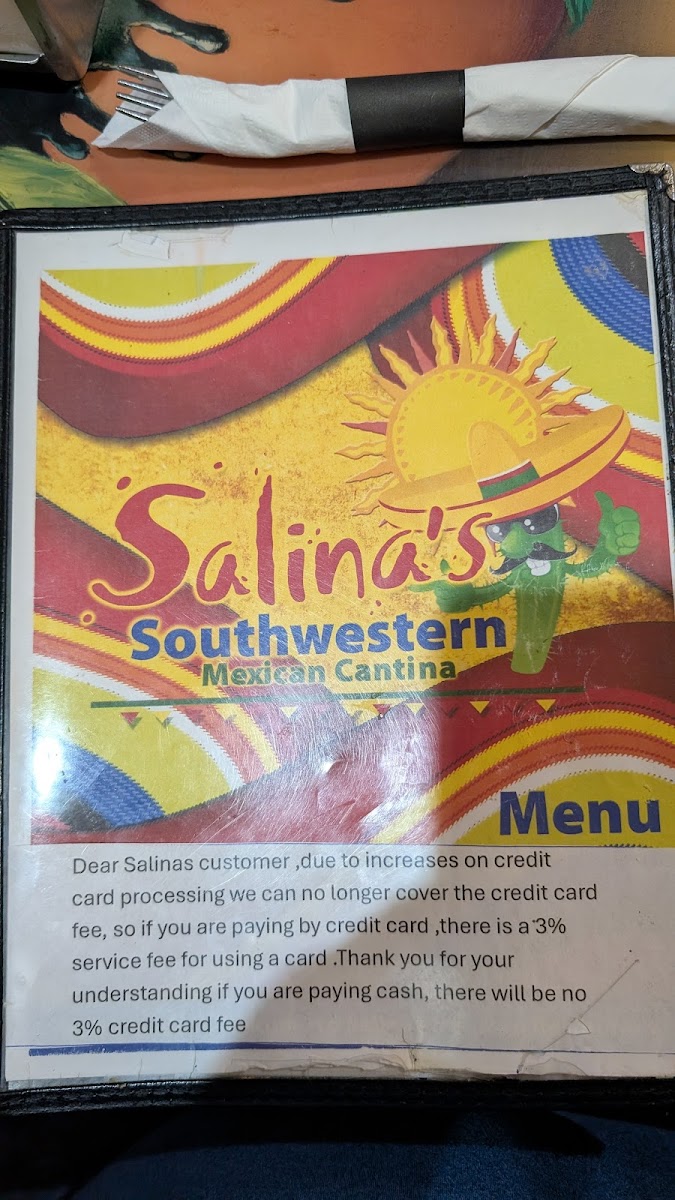 Salina's
Southwestern
Mexican Cantina
Menu
Dear Salinas customer ,due to increases on credit
card processing we can no longer cover the credit card
fee, so if you are paying by credit card ,there is a 3%
service fee for using a card .Thank you for your
understanding if you are paying cash, there will be no
3% credit card fee